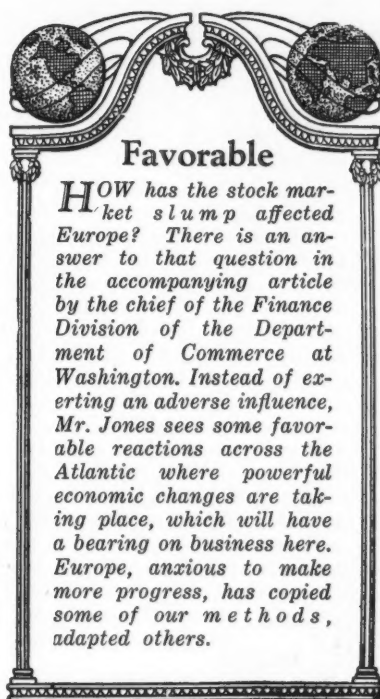 Favorable
HOW has the stock mar-
ket slump affected
Europe? There is an an-
swer to that question in
the accompanying article
by the chief of the Finance
Division of the Depart-
ment of Commerce at
Washington. Instead of ex-
erting an adverse influence,
Mr. Jones sees some favor-
able reactions across the
Atlantic where powerful
economic changes are tak-
ing place, which will have
a bearing on business here.
Europe, anxious to make
more progress, has copied
some of our methods,
adapted others.